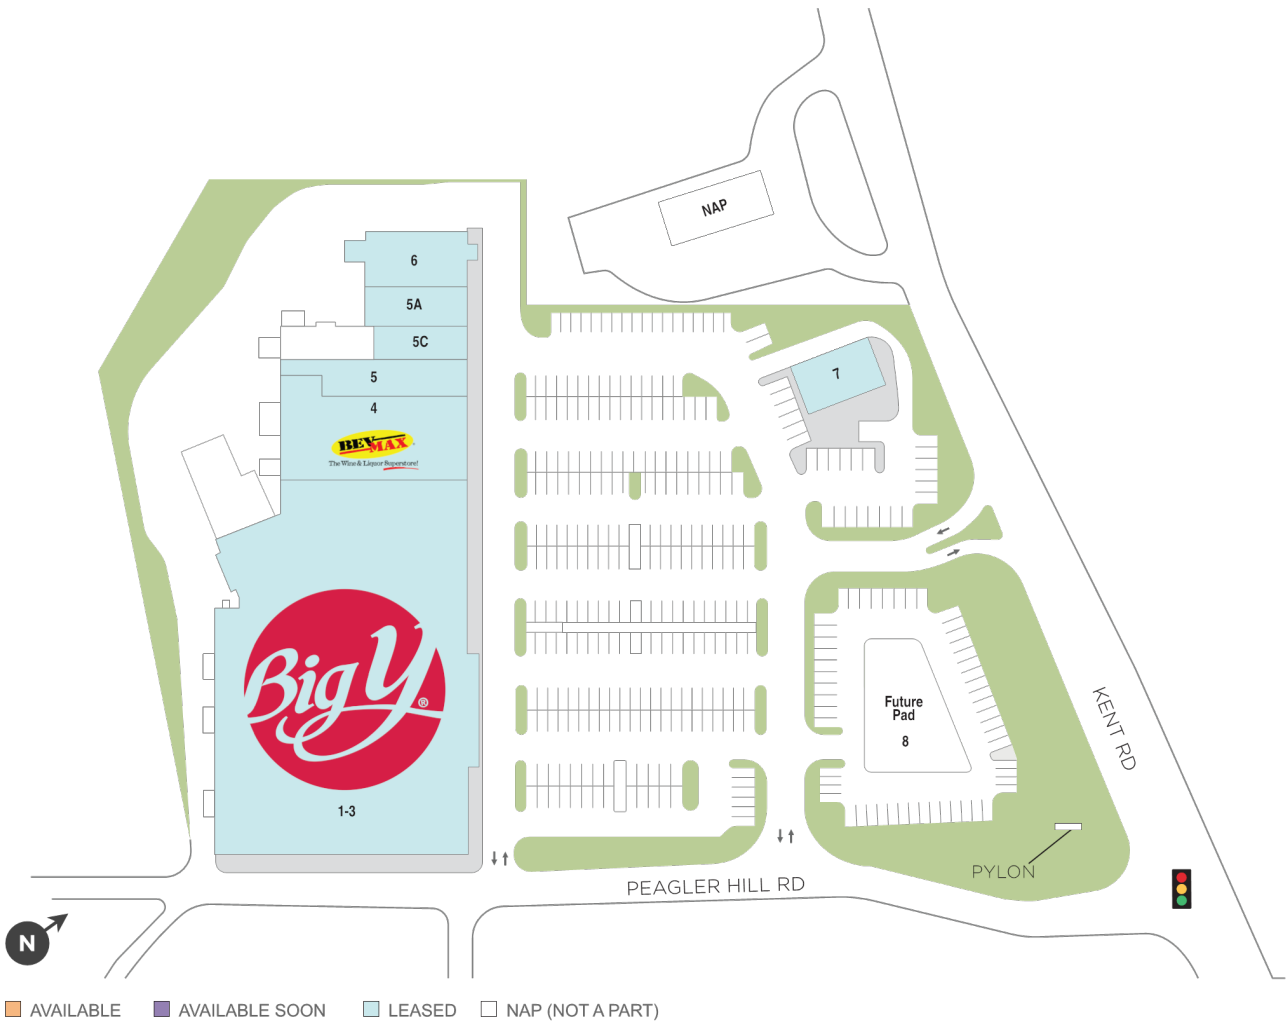 NAP
6
5A
5C
5
4
BEVMAX
The Wine & Liquor Superstore!
7
Big Y®
1-3
Future
Pad
8
KENT RD
PYLON
PEAGLER HILL RD
N
AVAILABLE
AVAILABLE SOON
LEASED
NAP (NOT A PART)